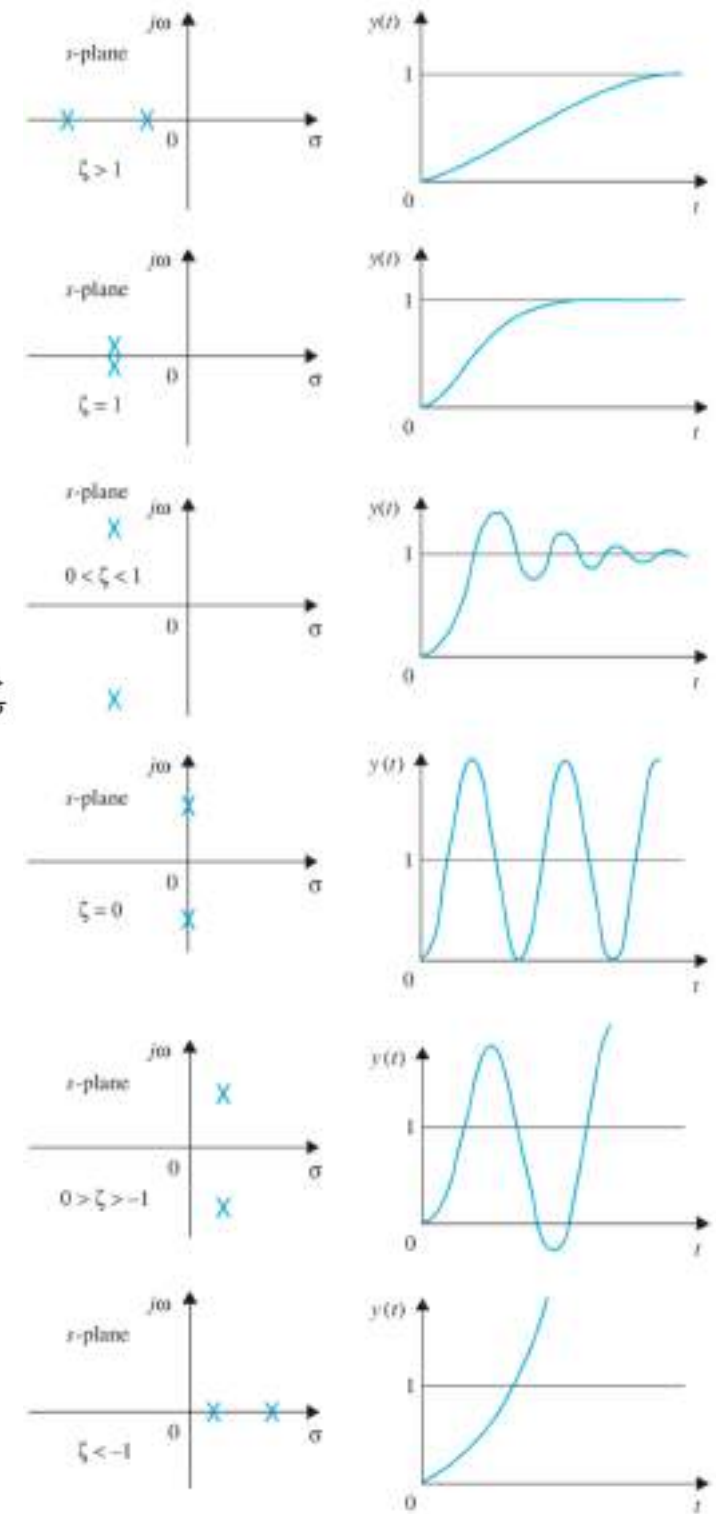 jω
y(t)
s-plane
1
0
σ
ζ > 1
0
t
jω
y(t)
s-plane
1
0
σ
ζ = 1
0
t
s-plane
jω
y(t)
1
0 < ζ < 1
0
σ
0
t
jω
y (t)
s-plane
1
0
σ
ζ = 0
0
t
jω
y (t)
s-plane
1
0
σ
0 > ζ > –1
0
t
jω
y (t)
s-plane
1
0
σ
ζ < –1
0
t